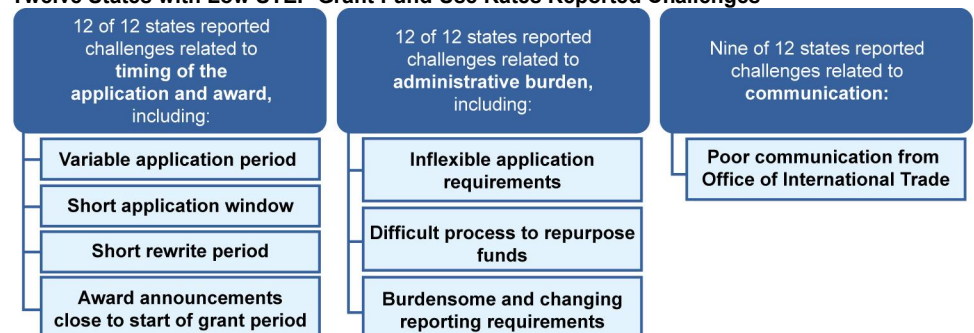 Twelve States with Low STEP Grant Fund Use Rates Reported Challenges
12 of 12 states reported
challenges related to
timing of the
application and award,
including:
Variable application period
Short application window
Short rewrite period
Award announcements
close to start of grant period
12 of 12 states reported
challenges related to
administrative burden,
including:
Inflexible application
requirements
Difficult process to repurpose
funds
Burdensome and changing
reporting requirements
Nine of 12 states reported
challenges related to
communication:
Poor communication from
Office of International Trade